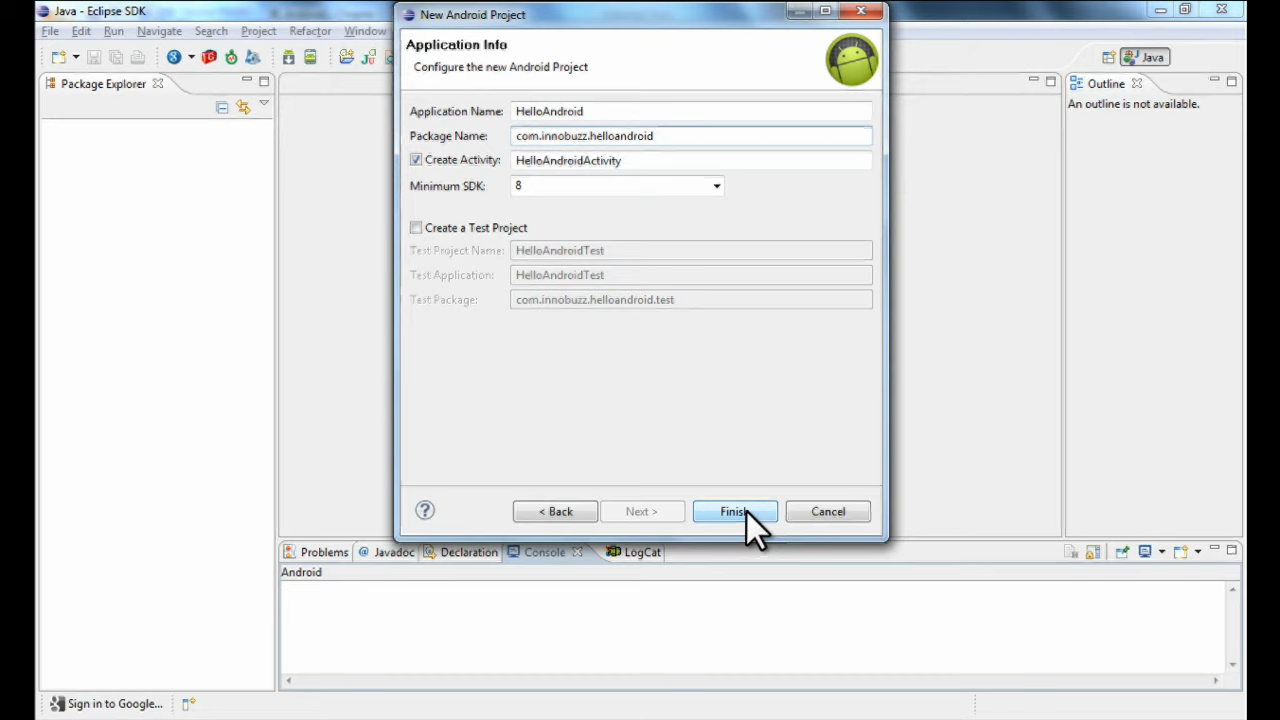 Java - Eclipse SDK
New Android Project
File Edit Run Navigate Search Project Refactor Window
Java
Package Explorer
Outline
An outline is not available.
Application Info
Configure the new Android Project
Application Name: HelloAndroid
Package Name: com.innobuzz.helloandroid
Create Activity: HelloAndroidActivity
Minimum SDK: 8
Create a Test Project
Test Project Name: HelloAndroidTest
Test Application: HelloAndroidTest
Test Package: com.innobuzz.helloandroid.test
< Back Next > Finish Cancel
Problems @ Javadoc Declaration Console LogCat
Android
Sign in to Google...